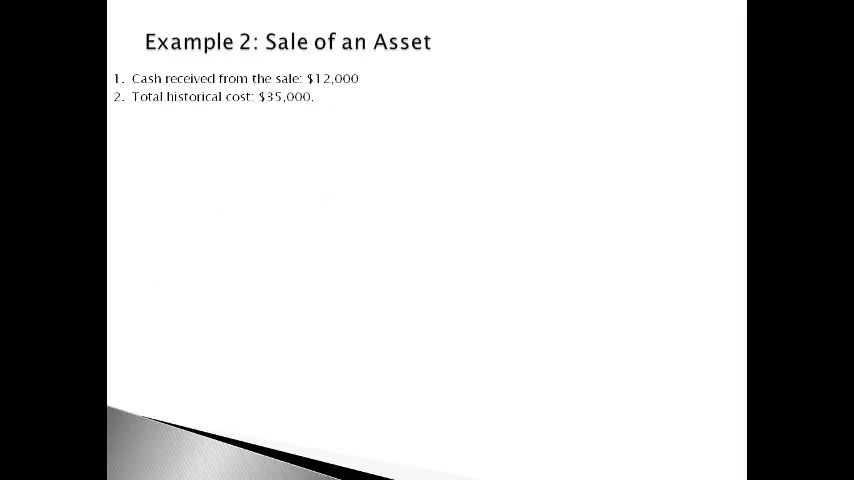 Example 2: Sale of an Asset
1. Cash received from the sale: $12,000
2. Total historical cost: $35,000.